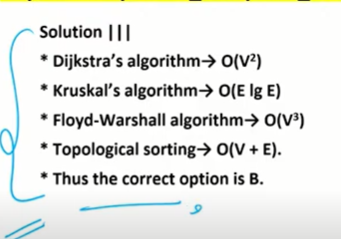 Solution |||
* Dijkstra's algorithm→ O(V²)
* Kruskal's algorithm→ O(E lg E)
* Floyd-Warshall algorithm→ O(V³)
* Topological sorting→ O(V + E).
* Thus the correct option is B.